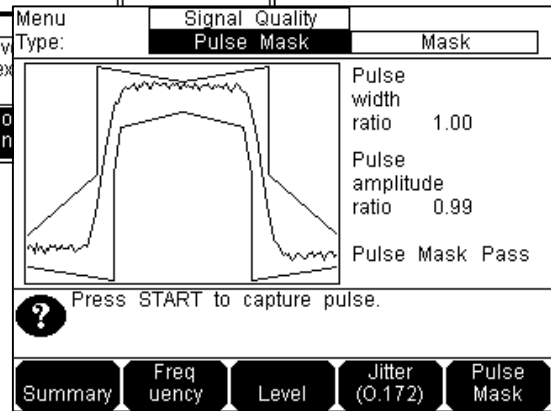 Menu Signal Quality
Type: Pulse Mask Mask
Pulse
width
ratio 1.00
Pulse
amplitude
ratio 0.99
Pulse Mask Pass
? Press START to capture pulse.
Summary
Freq
uency
Level
Jitter
(O.172)
Pulse
Mask